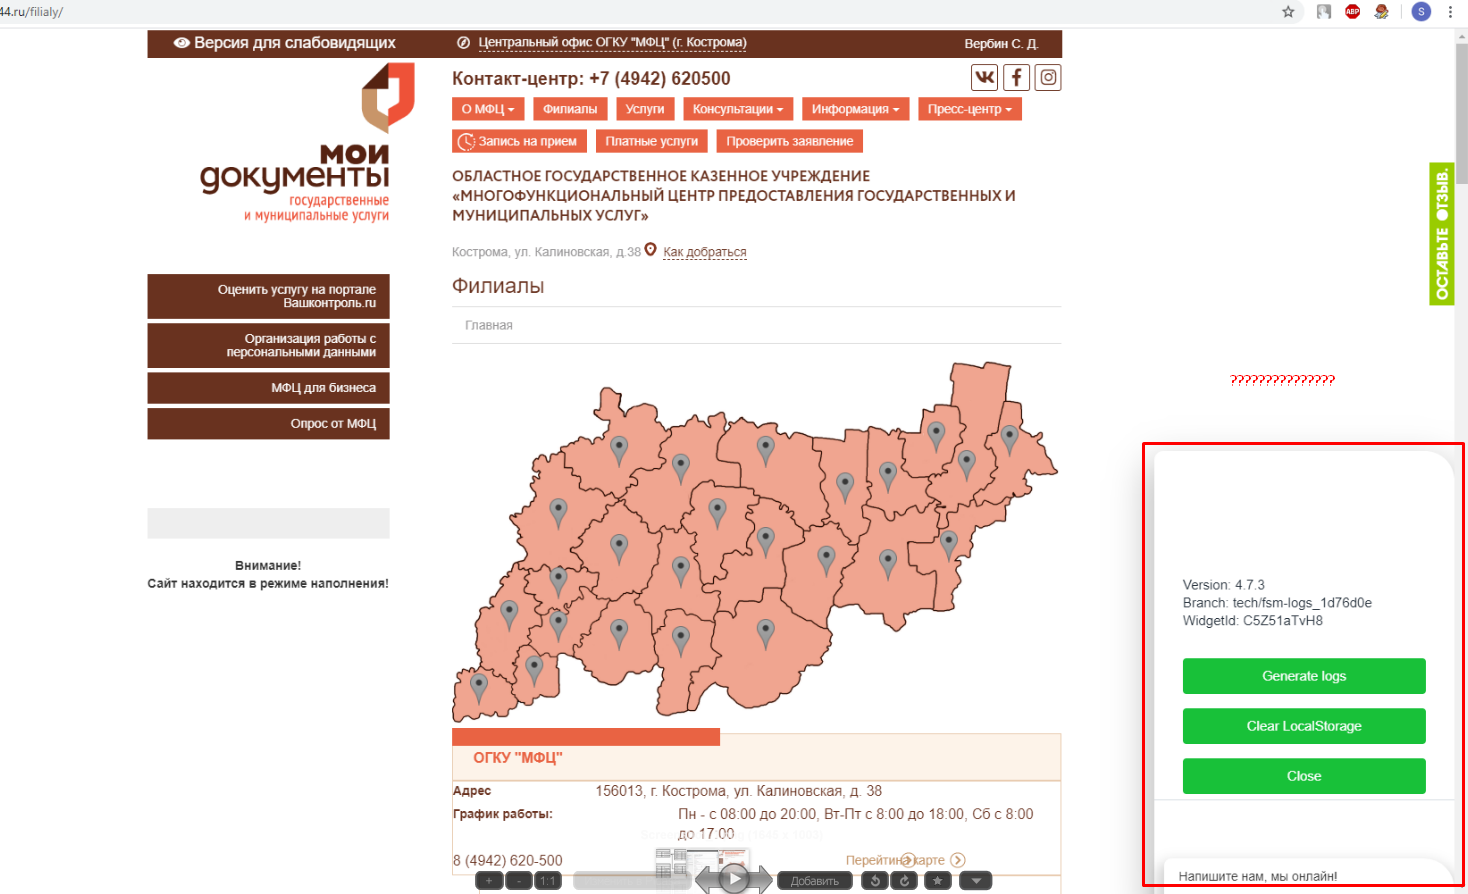 44.ru/filialy/
ABP
S
Версия для слабовидящих
Центральный офис ОГКУ "МФЦ" (г. Кострома)
Вербин С. Д.
Контакт-центр: +7 (4942) 620500
О МФЦ
Филиалы
Услуги
Консультации
Информация
Пресс-центр
Запись на прием
Платные услуги
Проверить заявление
мои
документы
государственные
и муниципальные услуги
ОБЛАСТНОЕ ГОСУДАРСТВЕННОЕ КАЗЕННОЕ УЧРЕЖДЕНИЕ
«МНОГОФУНКЦИОНАЛЬНЫЙ ЦЕНТР ПРЕДОСТАВЛЕНИЯ ГОСУДАРСТВЕННЫХ И
МУНИЦИПАЛЬНЫХ УСЛУГ»
Кострома, ул. Калиновская, д.38
Как добраться
Филиалы
Главная
Оценить услугу на портале
Вашконтроль.ru
Организация работы с
персональными данными
МФЦ для бизнеса
Опрос от МФЦ
Внимание!
Сайт находится в режиме наполнения!
ОСТАВЬТЕ ОТЗЫВ.
???????????????
Version: 4.7.3
Branch: tech/fsm-logs_1d76d0e
WidgetId: C5Z51aTvH8
Generate logs
Clear LocalStorage
Close
Напишите нам, мы онлайн!
ОГКУ "МФЦ"
Адрес
156013, г. Кострома, ул. Калиновская, д. 38
График работы:
Пн - с 08:00 до 20:00, Вт-Пт с 8:00 до 18:00, Сб с 8:00
до 17:00
8 (4942) 620-500
Перейти на карте
+
-
1:1
Добавить